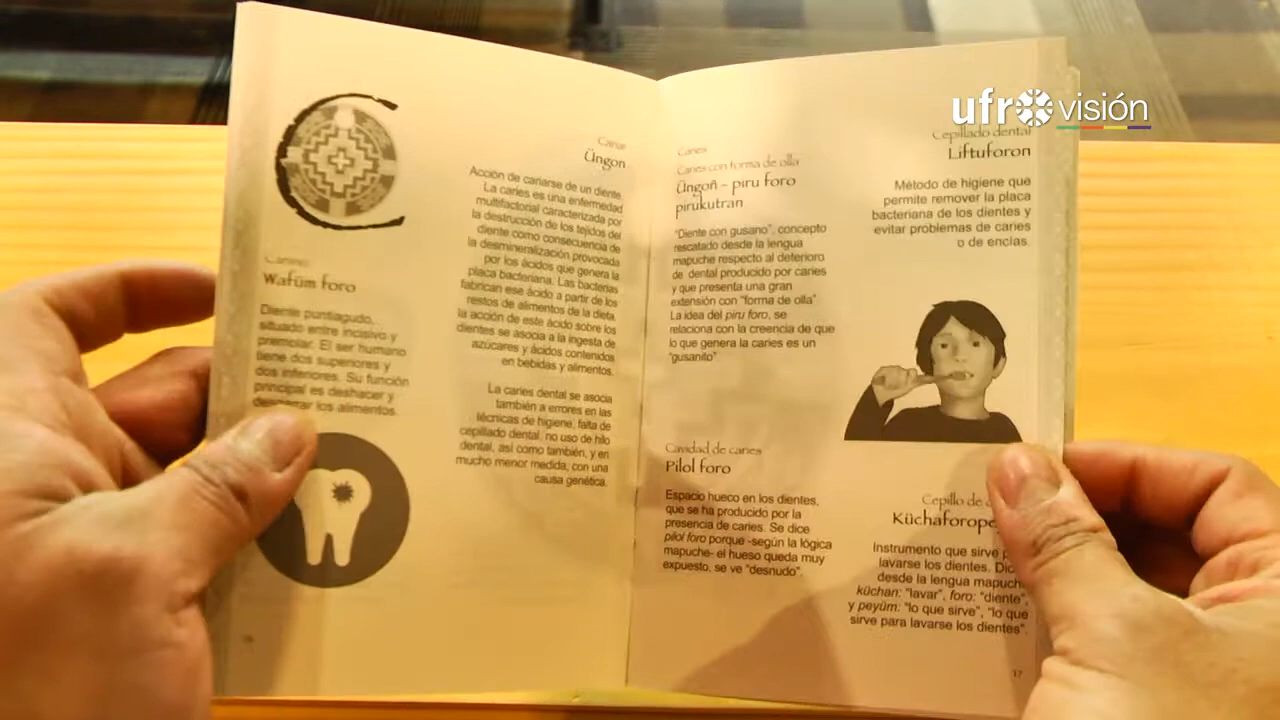 ufro visión
C
Canino
Wafüm foro
Diente puntiagudo,
situado entre incisivo y
premolar. El ser humano
tiene dos superiores y
dos inferiores. Su función
principal es deshacer y
desgarrar los alimentos.
Cariar
Üngon
Acción de cariarse de un diente.
La caries es una enfermedad
multifactorial caracterizada por
la destrucción de los tejidos del
diente como consecuencia de
la desmineralización provocada
por los ácidos que genera la
placa bacteriana. Las bacterias
fabrican ese ácido a partir de los
restos de alimentos de la dieta,
la acción de este ácido sobre los
dientes se asocia a la ingesta de
azúcares y ácidos contenidos
en bebidas y alimentos.
La caries dental se asocia
también a errores en las
técnicas de higiene, falta de
cepillado dental, no uso de hilo
dental, así como también, y en
mucho menor medida, con una
causa genética.
Caries
Caries con forma de olla
Üngoñ - piru foro
pirukutran
"Diente con gusano", concepto
rescatado desde la lengua
mapuche respecto al deterioro
de dental producido por caries
y que presenta una gran
extensión con "forma de olla"
La idea del piru foro, se
relaciona con la creencia de que
lo que genera la caries es un
"gusanito"
Cavidad de caries
Pilol foro
Espacio hueco en los dientes,
que se ha producido por la
presencia de caries. Se dice
pilol foro porque -según la lógica
mapuche- el hueso queda muy
expuesto, se ve "desnudo".
Cepillado dental
Liftuforon
Método de higiene que
permite remover la placa
bacteriana de los dientes y
evitar problemas de caries
o de encías.
Cepillo de
Küchaforope
Instrumento que sirve
lavarse los dientes.
desde la lengua mapuch
küchan: "lavar", foro: "diente",
y peyüm: "lo que sirve", "lo que
sirve para lavarse los dientes".
17